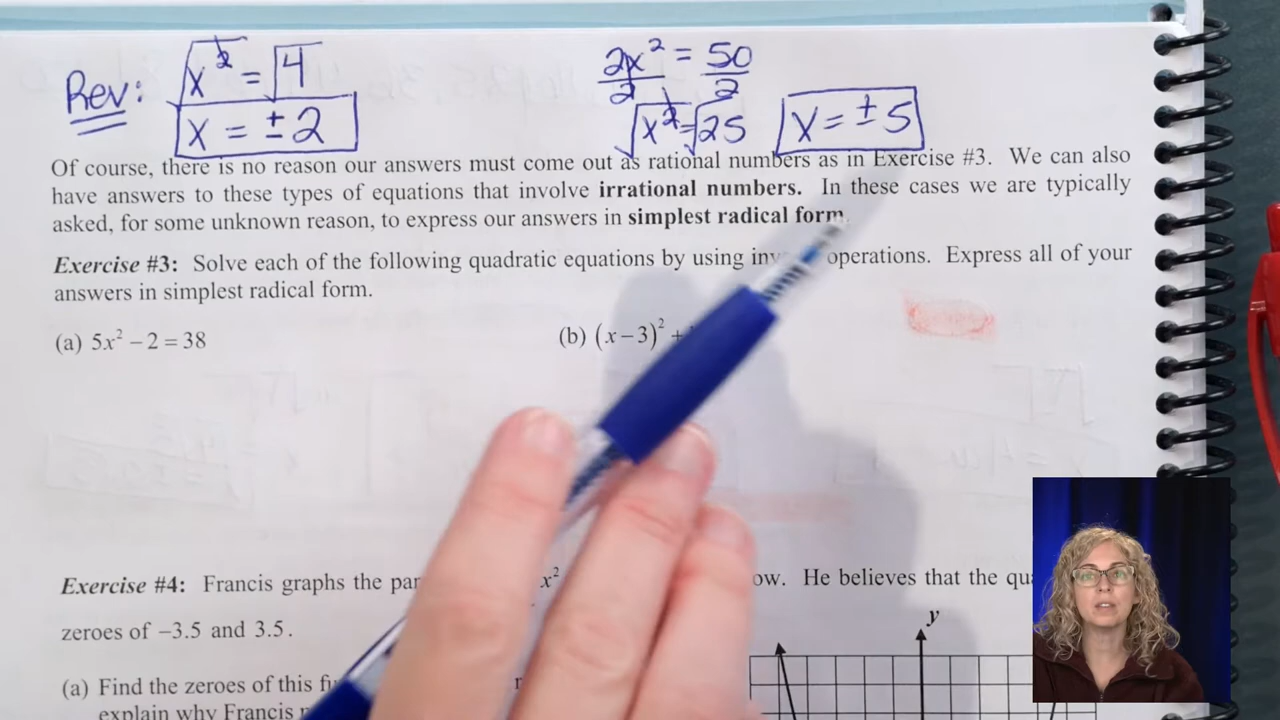 Rev: √x² = √4
2x² = 50
2 2
x = ±2
√x² = √25 x = ±5
Of course, there is no reason our answers must come out as rational numbers as in Exercise #3. We can also
have answers to these types of equations that involve irrational numbers. In these cases we are typically
asked, for some unknown reason, to express our answers in simplest radical form.
Exercise #3: Solve each of the following quadratic equations by using operations. Express all of your
answers in simplest radical form.
(a) 5x² − 2 = 38
(b) (x−3)² +
Exercise #4: Francis graphs the x² He believes that the
zeroes of −3.5 and 3.5.
y
(a) Find the zeroes of this
explain why Francis